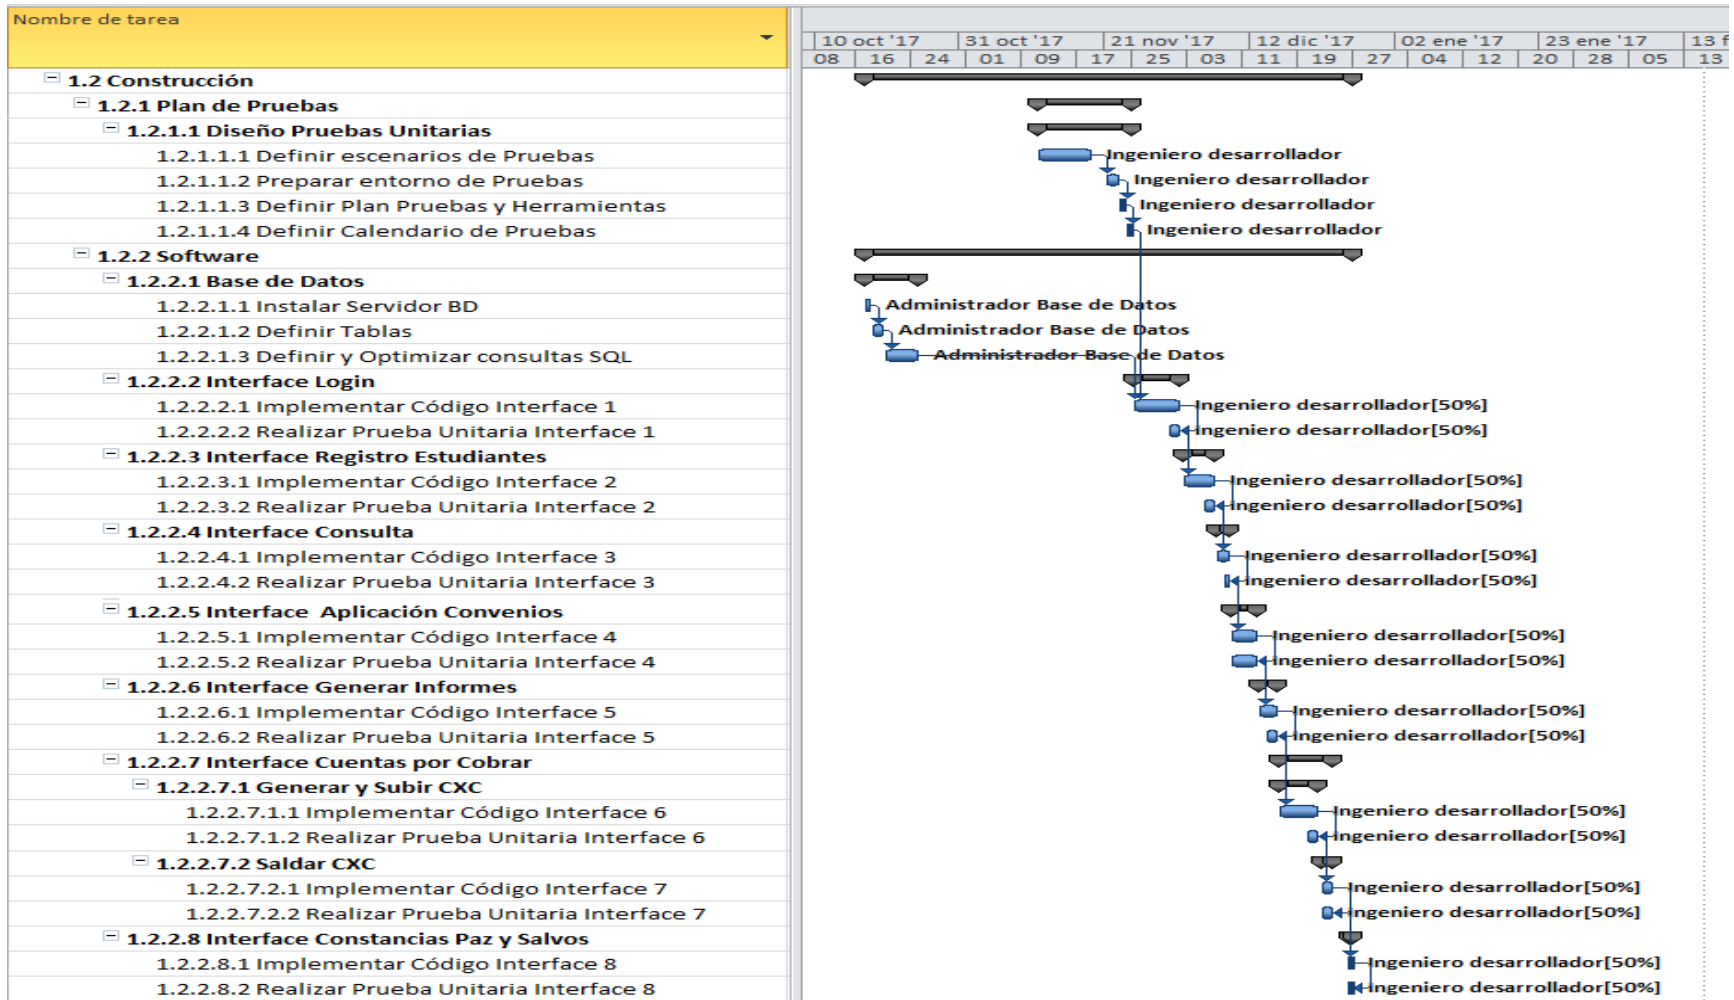 Nombre de tarea
10 oct '17 31 oct '17 21 nov '17 12 dic '17 02 ene '17 23 ene '17 13 f
08 16 24 01 09 17 25 03 11 19 27 04 12 20 28 05 13
1.2 Construcción
1.2.1 Plan de Pruebas
1.2.1.1 Diseño Pruebas Unitarias
1.2.1.1.1 Definir escenarios de Pruebas Ingeniero desarrollador
1.2.1.1.2 Preparar entorno de Pruebas Ingeniero desarrollador
1.2.1.1.3 Definir Plan Pruebas y Herramientas Ingeniero desarrollador
1.2.1.1.4 Definir Calendario de Pruebas Ingeniero desarrollador
1.2.2 Software
1.2.2.1 Base de Datos
1.2.2.1.1 Instalar Servidor BD Administrador Base de Datos
1.2.2.1.2 Definir Tablas Administrador Base de Datos
1.2.2.1.3 Definir y Optimizar consultas SQL Administrador Base de Datos
1.2.2.2 Interface Login
1.2.2.2.1 Implementar Código Interface 1 Ingeniero desarrollador[50%]
1.2.2.2.2 Realizar Prueba Unitaria Interface 1 Ingeniero desarrollador[50%]
1.2.2.3 Interface Registro Estudiantes
1.2.2.3.1 Implementar Código Interface 2 Ingeniero desarrollador[50%]
1.2.2.3.2 Realizar Prueba Unitaria Interface 2 Ingeniero desarrollador[50%]
1.2.2.4 Interface Consulta
1.2.2.4.1 Implementar Código Interface 3 Ingeniero desarrollador[50%]
1.2.2.4.2 Realizar Prueba Unitaria Interface 3 Ingeniero desarrollador[50%]
1.2.2.5 Interface Aplicación Convenios
1.2.2.5.1 Implementar Código Interface 4 Ingeniero desarrollador[50%]
1.2.2.5.2 Realizar Prueba Unitaria Interface 4 Ingeniero desarrollador[50%]
1.2.2.6 Interface Generar Informes
1.2.2.6.1 Implementar Código Interface 5 Ingeniero desarrollador[50%]
1.2.2.6.2 Realizar Prueba Unitaria Interface 5 Ingeniero desarrollador[50%]
1.2.2.7 Interface Cuentas por Cobrar
1.2.2.7.1 Generar y Subir CXC
1.2.2.7.1.1 Implementar Código Interface 6 Ingeniero desarrollador[50%]
1.2.2.7.1.2 Realizar Prueba Unitaria Interface 6 Ingeniero desarrollador[50%]
1.2.2.7.2 Saldar CXC
1.2.2.7.2.1 Implementar Código Interface 7 Ingeniero desarrollador[50%]
1.2.2.7.2.2 Realizar Prueba Unitaria Interface 7 Ingeniero desarrollador[50%]
1.2.2.8 Interface Constancias Paz y Salvos
1.2.2.8.1 Implementar Código Interface 8 Ingeniero desarrollador[50%]
1.2.2.8.2 Realizar Prueba Unitaria Interface 8 Ingeniero desarrollador[50%]